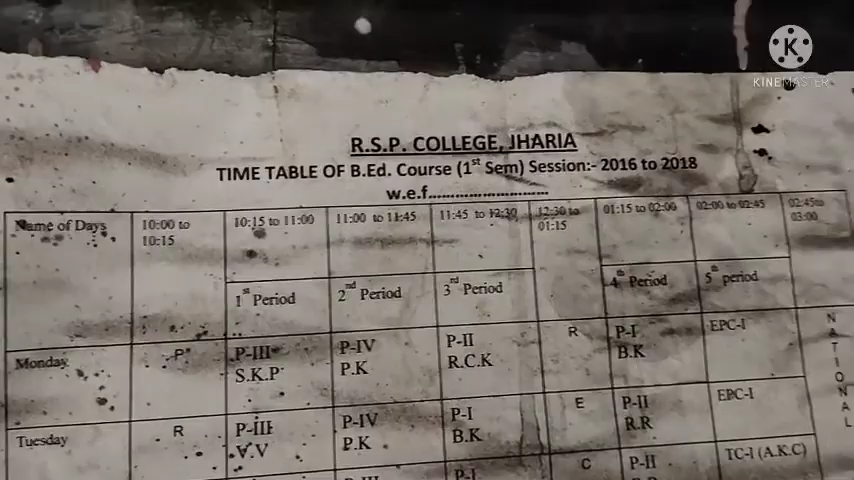 KINEMASTER
R.S.P. COLLEGE, JHARIA
TIME TABLE OF B.Ed. Course (1st Sem) Session:- 2016 to 2018
w.e.f...........................
Name of Days 10:00 to 10:15 10:15 to 11:00 11:00 to 11:45 11:45 to 12:30 12:30 to 01:15 01:15 to 02:00 02:00 to 02:45 02:45to 03:00
1st Period 2nd Period 3rd Period 4th Period 5th period
Monday P P-III P-IV P-II R P-I EPC-I
S.K.P P.K R.C.K B.K
Tuesday R P-III P-IV P-I E P-II EPC-I
V.V P.K B.K R.R
P-I C P-II TC-I (A.K.C)
N
A
T
I
O
N
A
L